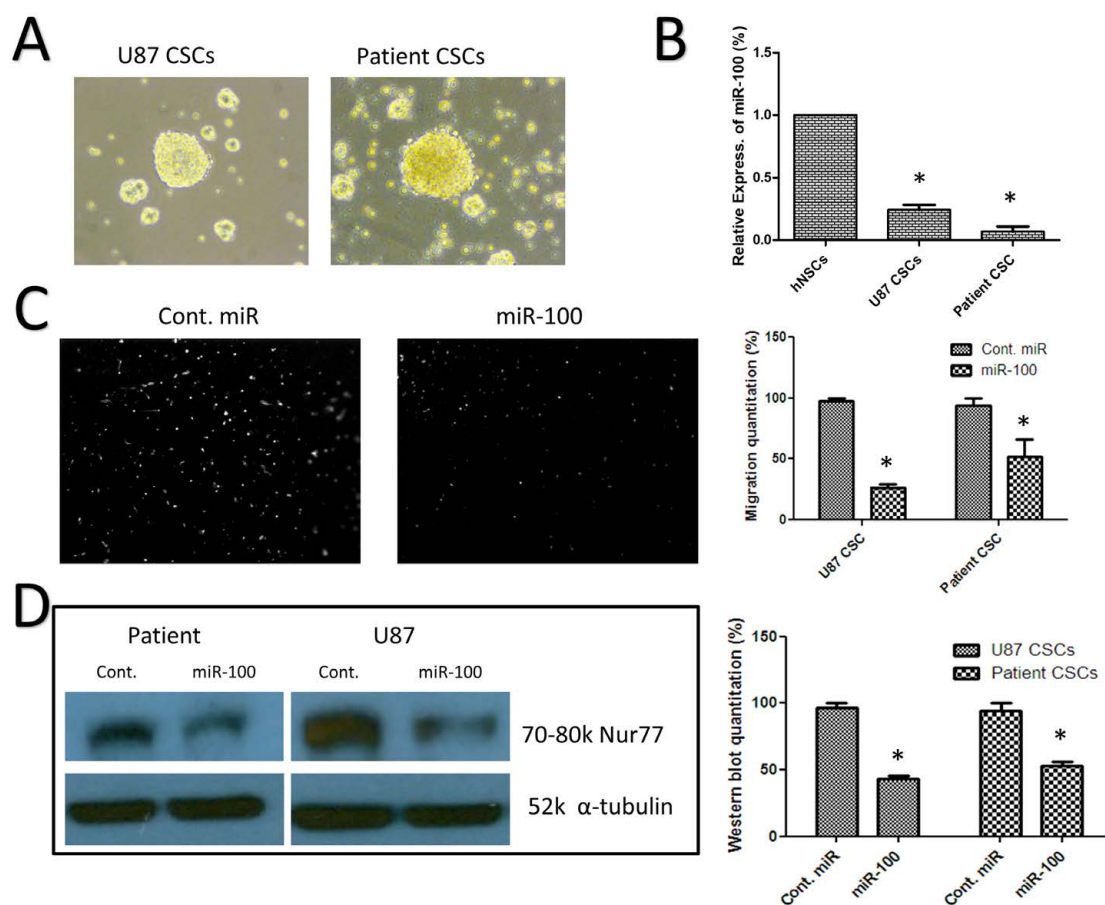 A
U87 CSCs
Patient CSCs
B
Relative Express. of miR-100 (%)
1.5
1.0
0.5
0.0
*
*
hNSCs
U87 CSCs
Patient CSC
C
Cont. miR
miR-100
Migration quantitation (%)
150
100
50
0
Cont. miR
miR-100
*
*
U87 CSC
Patient CSC
D
Patient
U87
Cont.
miR-100
Cont.
miR-100
70-80k Nur77
52k α-tubulin
Western blot quantitation (%)
150
100
50
0
U87 CSCs
Patient CSCs
*
*
Cont. miR
miR-100
Cont. miR
miR-100